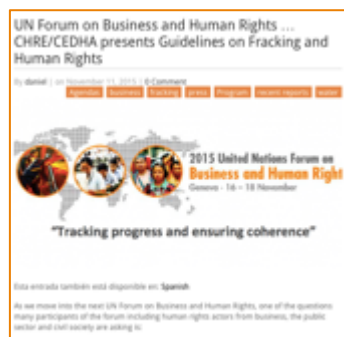 UN Forum on Business and Human Rights …
CHRE/CEDHA presents Guidelines on Fracking and
Human Rights
By daniel | on November 11, 2015 | 0 Comment
Agendas business fracking press Program recent reports water
2015 United Nations Forum on
Business and Human Right
Geneva - 16 – 18 November
“Tracking progress and ensuring coherence”
Esta entrada también está disponible en: Spanish
As we move into the next UN Forum on Business and Human Rights, one of the questions
many participants of the forum including human rights actors from business, the public
sector and civil society are asking is: